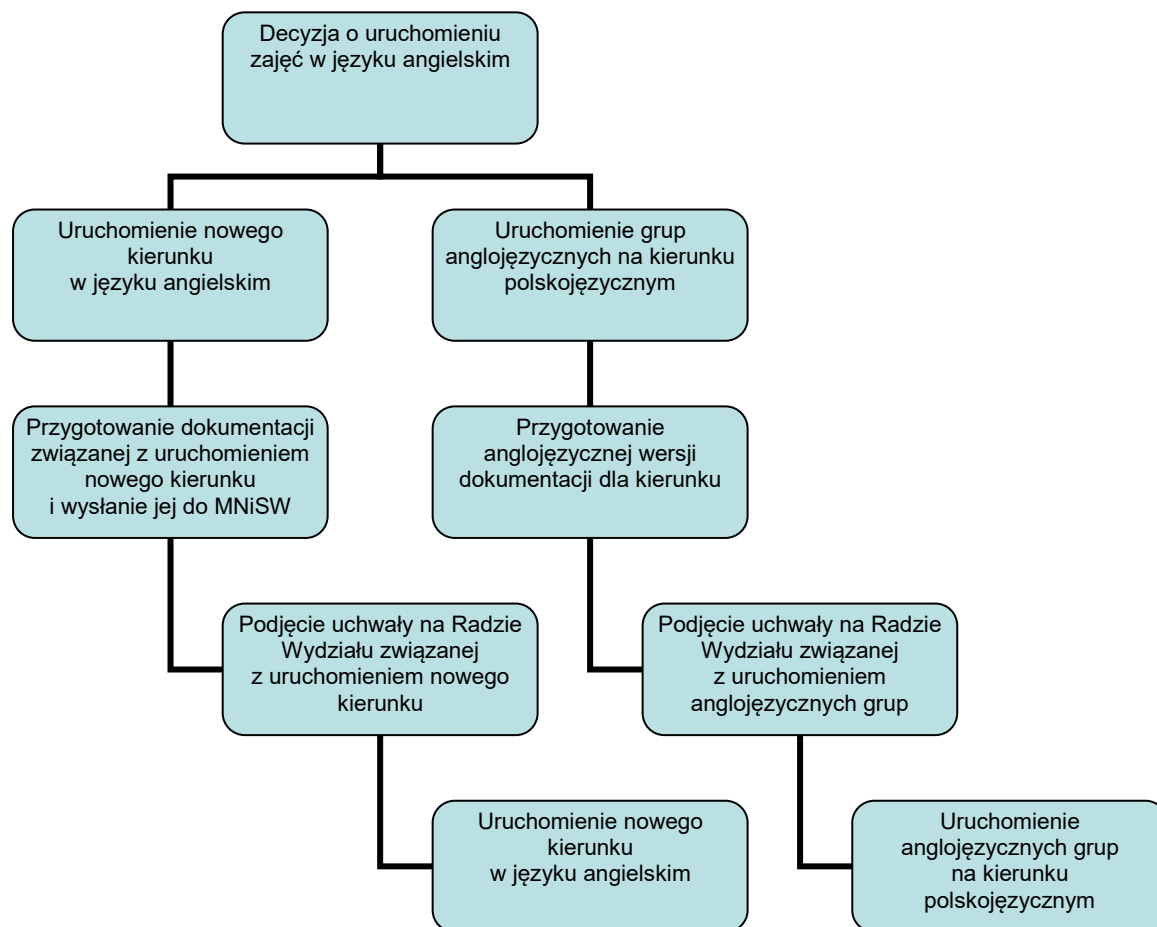 Decyzja o uruchomieniu
zajęć w języku angielskim
Uruchomienie nowego
kierunku
w języku angielskim
Uruchomienie grup
anglojęzycznych na kierunku
polskojęzycznym
Przygotowanie dokumentacji
związanej z uruchomieniem
nowego kierunku
i wysłanie jej do MNiSW
Przygotowanie
anglojęzycznej wersji
dokumentacji dla kierunku
Podjęcie uchwały na Radzie
Wydziału związanej
z uruchomieniem nowego
kierunku
Podjęcie uchwały na Radzie
Wydziału związanej
z uruchomieniem
anglojęzycznych grup
Uruchomienie nowego
kierunku
w języku angielskim
Uruchomienie
anglojęzycznych grup
na kierunku
polskojęzycznym